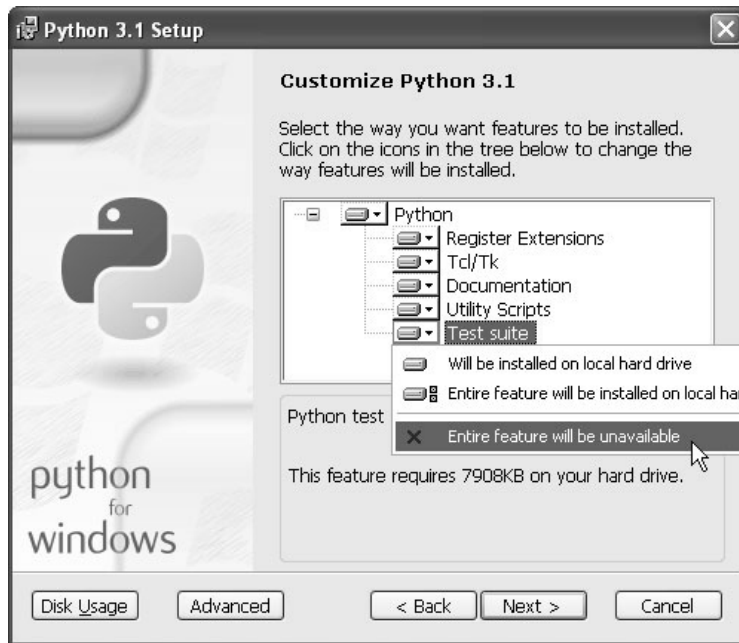 Python 3.1 Setup
Customize Python 3.1
Select the way you want features to be installed.
Click on the icons in the tree below to change the
way features will be installed.
Python
Register Extensions
Tcl/Tk
Documentation
Utility Scripts
Test suite
Will be installed on local hard drive
Entire feature will be installed on local ha
Python test
Entire feature will be unavailable
This feature requires 7908KB on your hard drive.
python
for
windows
Disk Usage
Advanced
< Back
Next >
Cancel